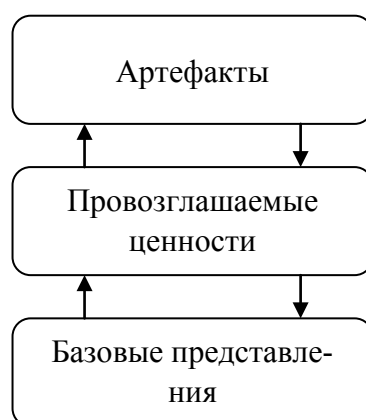 Артефакты
Провозглашаемые
ценности
Базовые представле-
ния